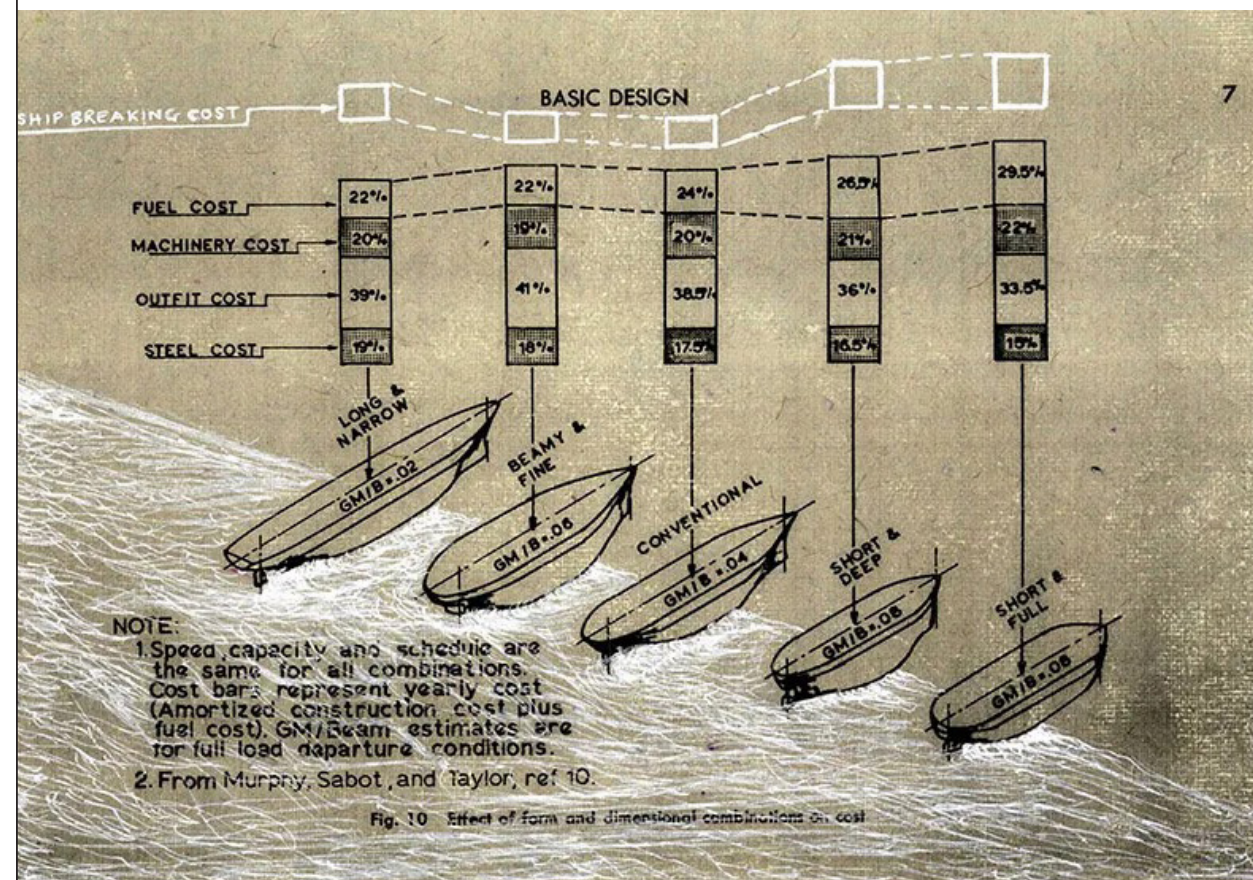 BASIC DESIGN
7
SHIP BREAKING COST
22% 22% 24% 26.5% 29.5%
FUEL COST
20% 19% 20% 21% 22%
MACHINERY COST
39% 41% 38.5% 36% 33.5%
OUTFIT COST
19% 18% 17.5% 16.5% 15%
STEEL COST
LONG &
NARROW
GM/B=.02
BEAMY &
FINE
GM/B=.06
CONVENTIONAL
GM/B=.04
SHORT &
DEEP
GM/B=.08
SHORT &
FULL
GM/B=.06
NOTE:
1.Speed,capacity and schedule are
the same for all combinations.
Cost bars represent yearly cost
(Amortized construction cost plus
fuel cost). GM/Beam estimates are
for full load departure conditions.
2. From Murphy, Sabot, and Taylor, ref 10.
Fig. 10 Effect of form and dimensional combinations on cost